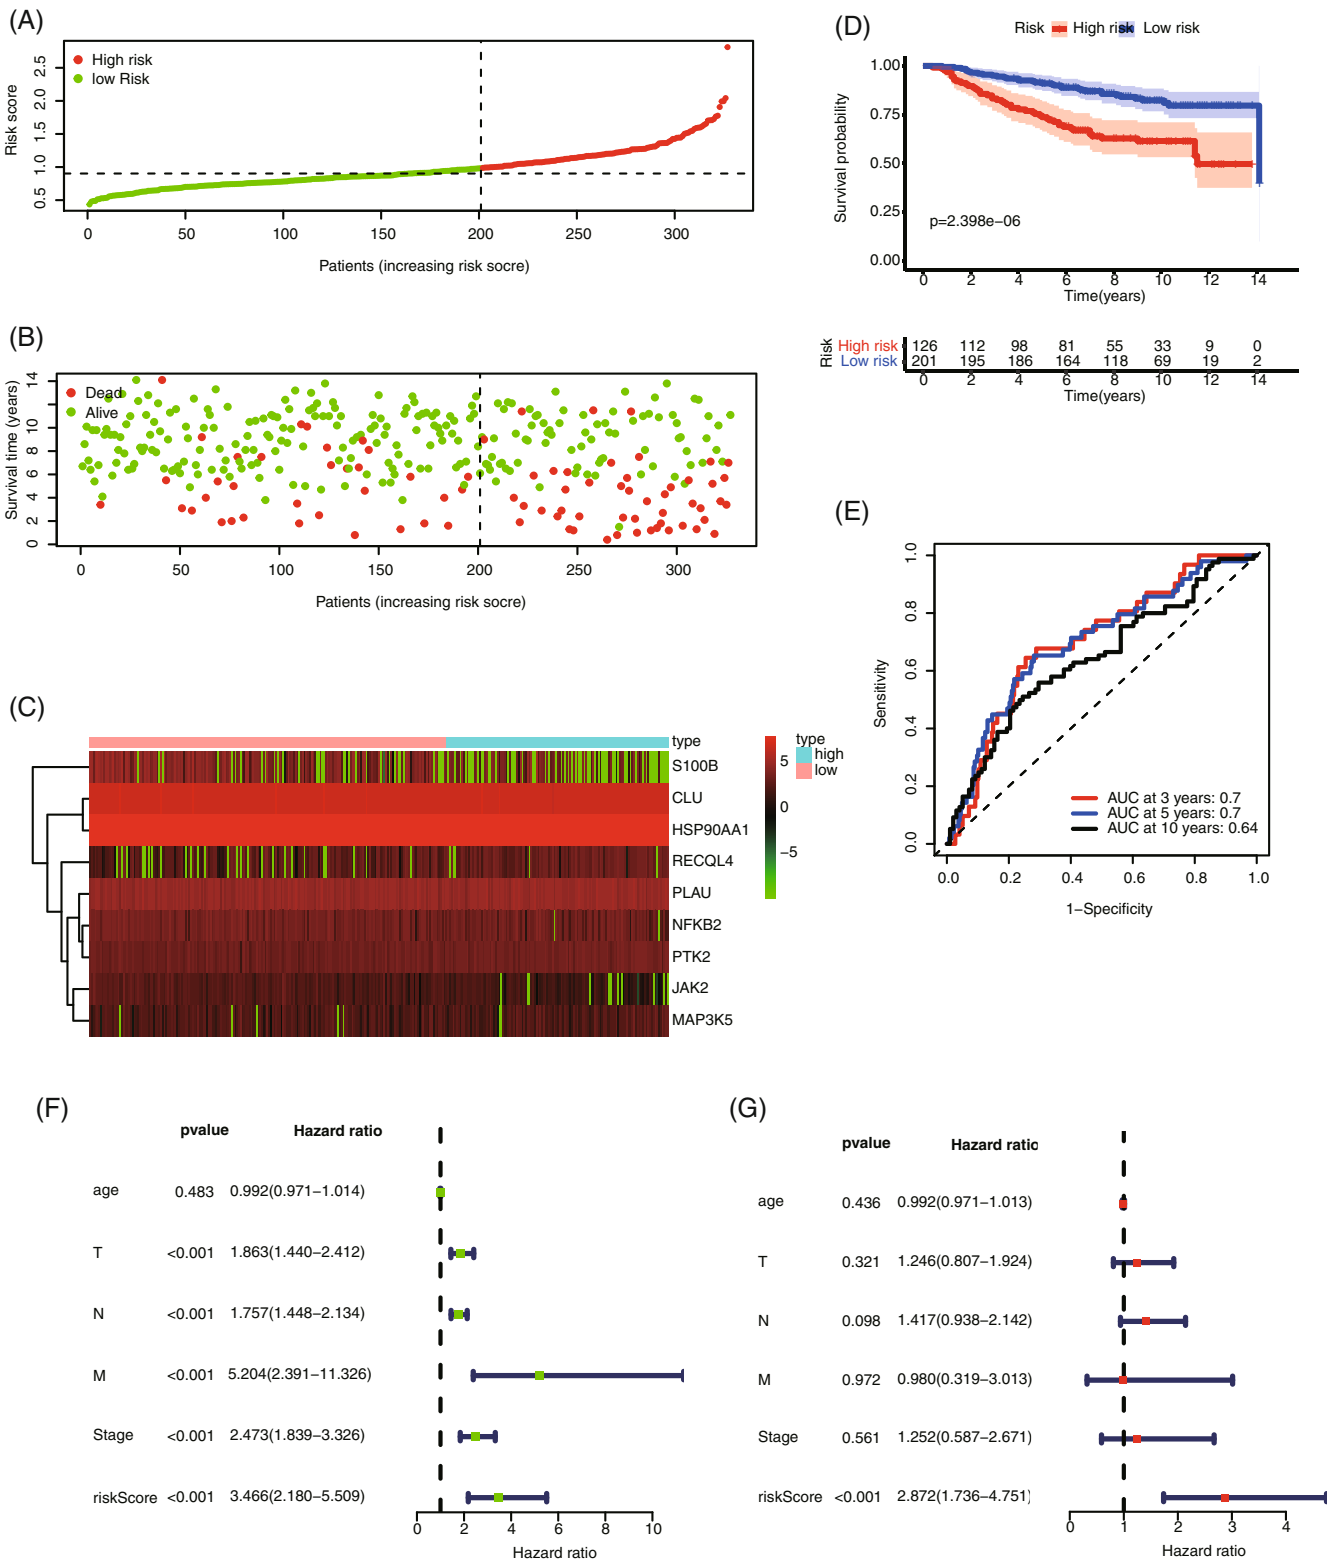 (A)
High risk
low Risk
Risk score
0.5 1.0 1.5 2.0 2.5
0 50 100 150 200 250 300
Patients (increasing risk socre)
(B)
Dead
Alive
Survival time (years)
0 2 4 6 8 10 14
0 50 100 150 200 250 300
Patients (increasing risk socre)
(C)
type
S100B
CLU
HSP90AA1
RECQL4
PLAU
NFKB2
PTK2
JAK2
MAP3K5
5
0
−5
type
high
low
(D)
Risk High risk Low risk
Survival probability
1.00
0.75
0.50
0.25
0.00
p=2.398e−06
0 2 4 6 8 10 12 14
Time(years)
Risk
High risk 126 112 98 81 55 33 9 0
Low risk 201 195 186 164 118 69 19 2
0 2 4 6 8 10 12 14
Time(years)
(E)
Sensitivity
0.0 0.2 0.4 0.6 0.8 1.0
AUC at 3 years: 0.7
AUC at 5 years: 0.7
AUC at 10 years: 0.64
0.0 0.2 0.4 0.6 0.8 1.0
1−Specificity
(F)
pvalue Hazard ratio
age 0.483 0.992(0.971−1.014)
T <0.001 1.863(1.440−2.412)
N <0.001 1.757(1.448−2.134)
M <0.001 5.204(2.391−11.326)
Stage <0.001 2.473(1.839−3.326)
riskScore <0.001 3.466(2.180−5.509)
0 2 4 6 8 10
Hazard ratio
(G)
pvalue Hazard ratio
age 0.436 0.992(0.971−1.013)
T 0.321 1.246(0.807−1.924)
N 0.098 1.417(0.938−2.142)
M 0.972 0.980(0.319−3.013)
Stage 0.561 1.252(0.587−2.671)
riskScore <0.001 2.872(1.736−4.751)
0 1 2 3 4
Hazard ratio